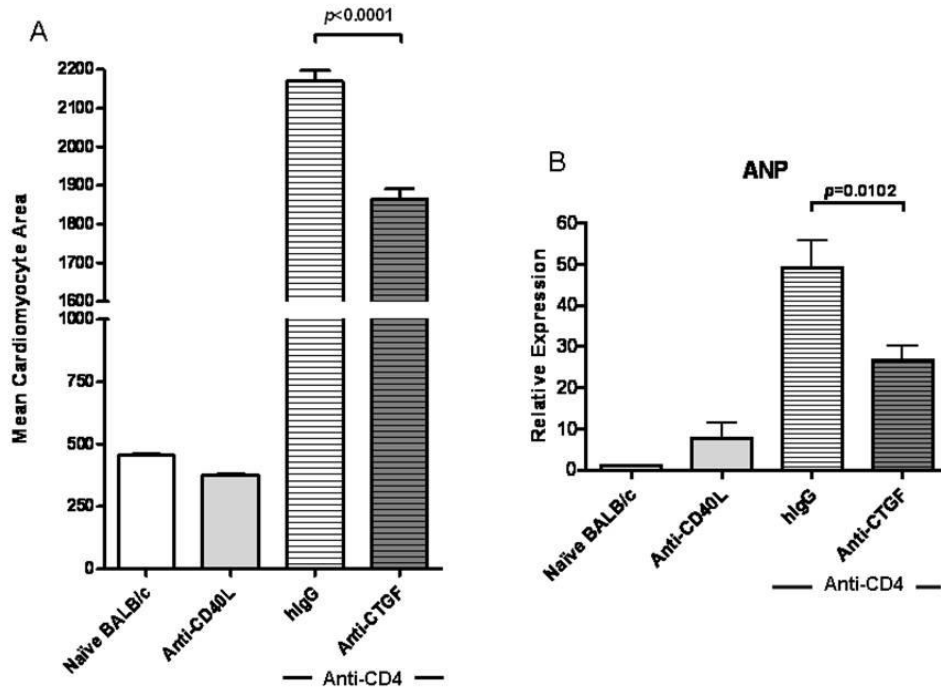 A
p<0.0001
2200
2100
2000
1900
1800
1700
1600
1000
750
500
250
0
Mean Cardiomyocyte Area
Naïve BALB/c
Anti-CD40L
hIgG
Anti-CTGF
Anti-CD4
B
ANP
p=0.0102
60
50
40
30
20
10
0
Relative Expression
Naïve BALB/c
Anti-CD40L
hIgG
Anti-CTGF
Anti-CD4